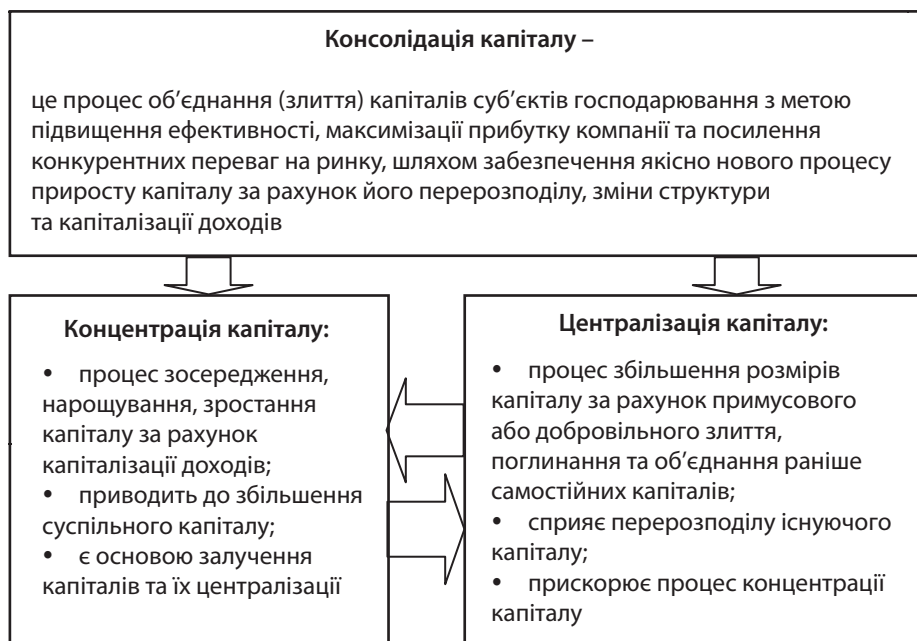 Консолідація капіталу –
це процес об’єднання (злиття) капіталів суб’єктів господарювання з метою
підвищення ефективності, максимізації прибутку компанії та посилення
конкурентних переваг на ринку, шляхом забезпечення якісно нового процесу
приросту капіталу за рахунок його перерозподілу, зміни структури
та капіталізації доходів
Концентрація капіталу:
• процес зосередження,
нарощування, зростання
капіталу за рахунок
капіталізації доходів;
• приводить до збільшення
суспільного капіталу;
• є основою залучення
капіталів та їх централізації
Централізація капіталу:
• процес збільшення розмірів
капіталу за рахунок примусового
або добровільного злиття,
поглинання та об’єднання раніше
самостійних капіталів;
• сприяє перерозподілу існуючого
капіталу;
• прискорює процес концентрації
капіталу